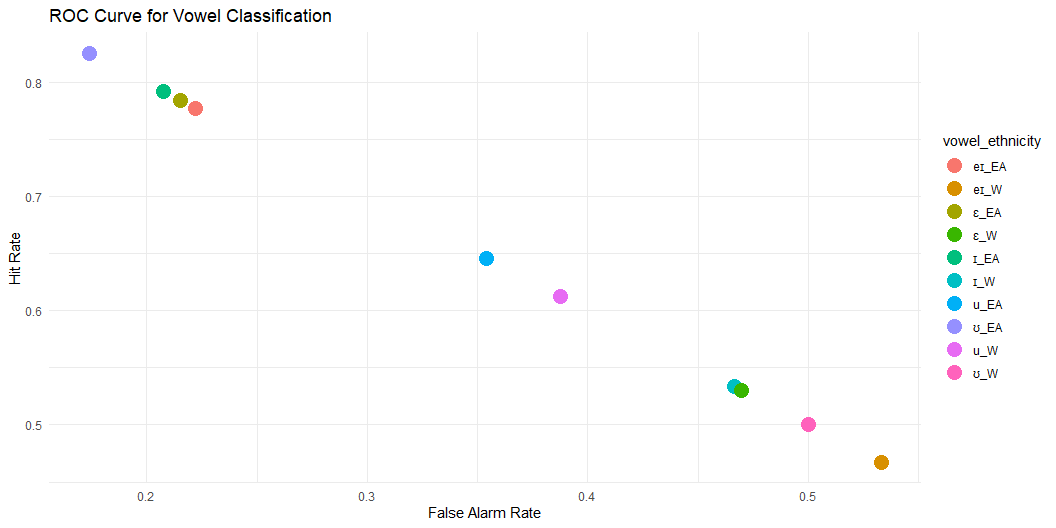 ROC Curve for Vowel Classification
0.8
0.7
0.6
0.5
Hit Rate
0.2
0.3
0.4
0.5
False Alarm Rate
vowel_ethnicity
eɪ_EA
eɪ_W
ɛ_EA
ɛ_W
ɪ_EA
ɪ_W
u_EA
ʊ_EA
u_W
ʊ_W